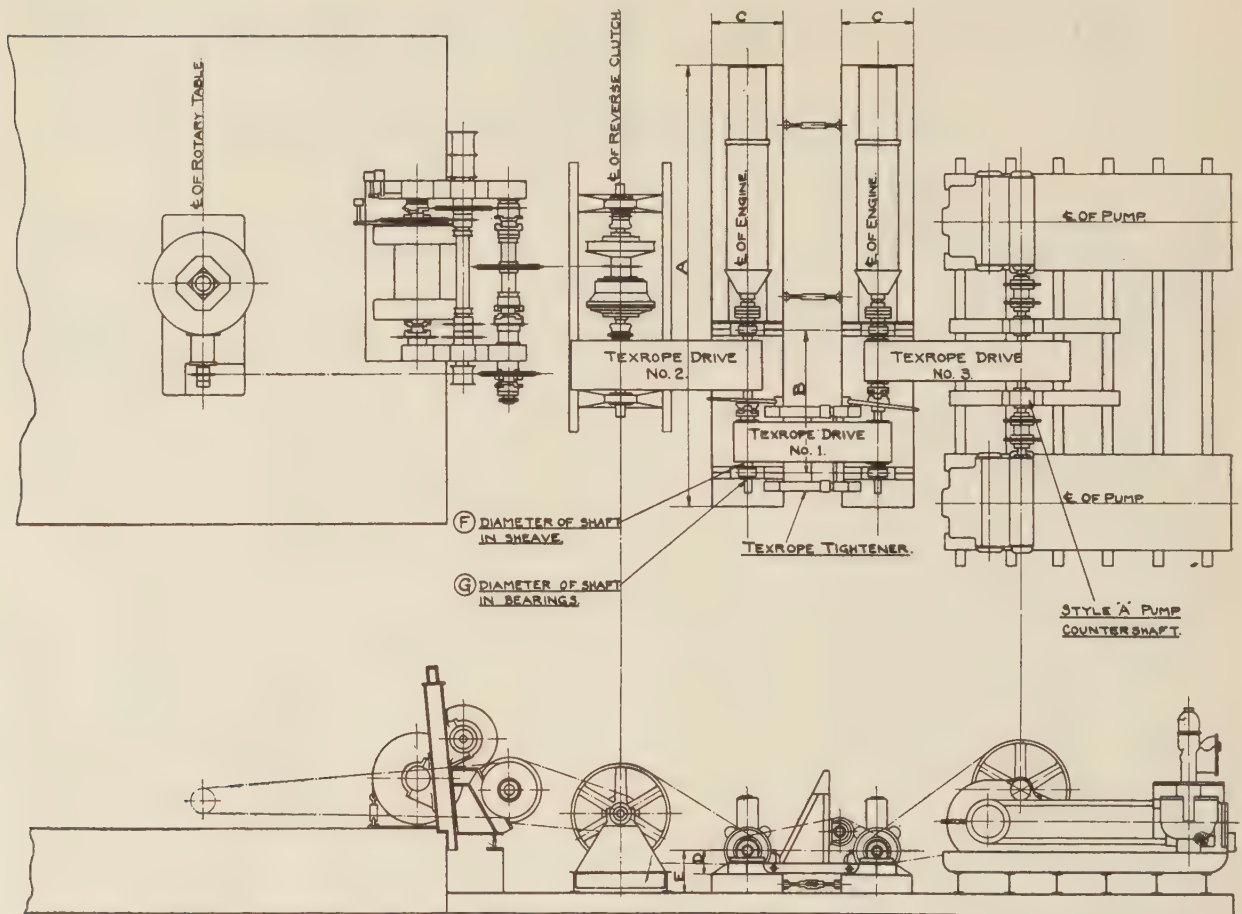 C
C
℄ OF ROTARY TABLE.
℄ OF REVERSE CLUTCH.
A
℄ OF ENGINE.
℄ OF ENGINE.
℄ OF PUMP.
TEXROPE DRIVE
NO. 2.
B
TEXROPE DRIVE
NO. 3.
TEXROPE DRIVE
NO. 1.
℄ OF PUMP.
F DIAMETER OF SHAFT
IN SHEAVE.
TEXROPE TIGHTENER.
G DIAMETER OF SHAFT
IN BEARINGS.
STYLE "A" PUMP
COUNTERSHAFT.
E
D